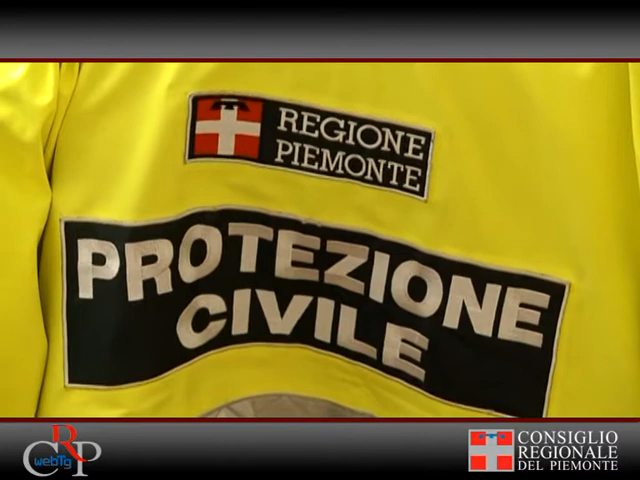 REGIONE
PIEMONTE
PROTEZIONE
CIVILE
CRP
webTg
CONSIGLIO
REGIONALE
DEL PIEMONTE